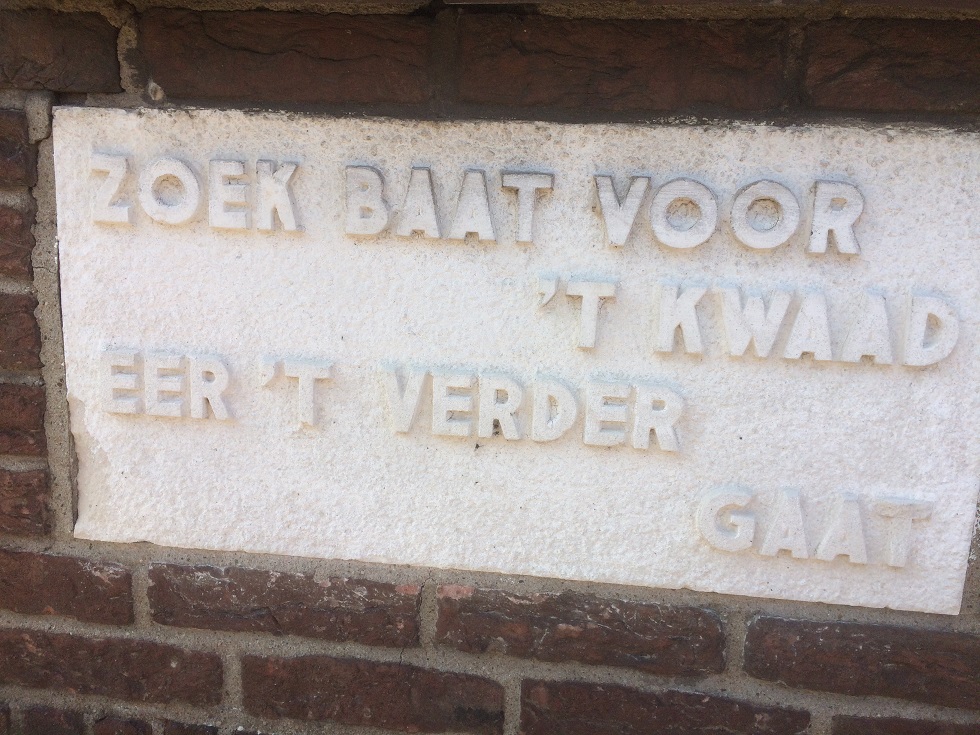 ZOEK BAAT VOOR
'T KWAAD
EER 'T VERDER
GAAT